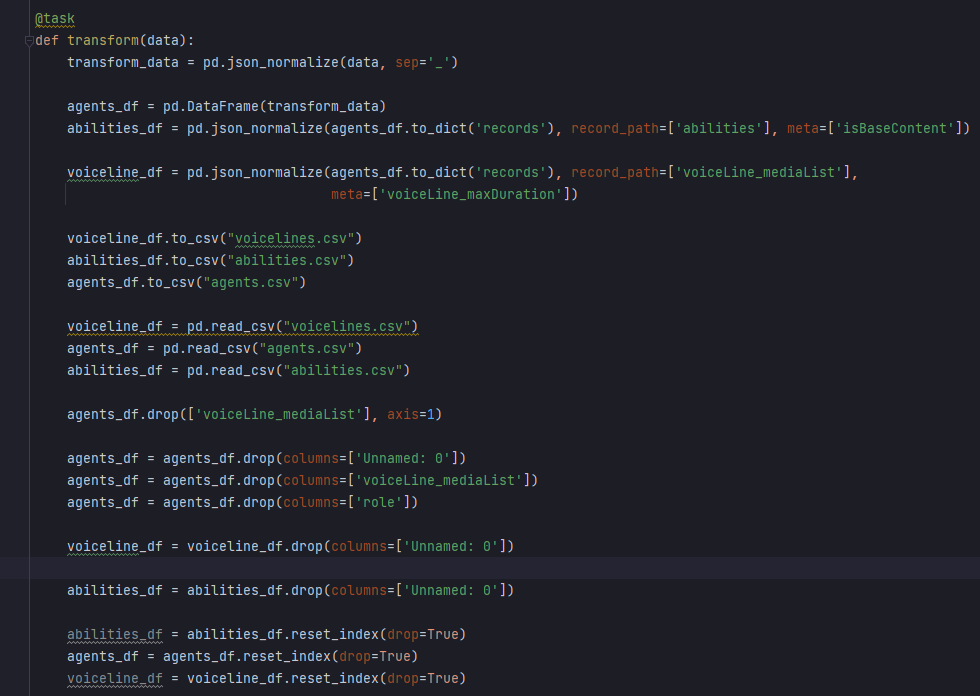 @task
def transform(data):
transform_data = pd.json_normalize(data, sep='_')
agents_df = pd.DataFrame(transform_data)
abilities_df = pd.json_normalize(agents_df.to_dict('records'), record_path=['abilities'], meta=['isBaseContent'])
voiceline_df = pd.json_normalize(agents_df.to_dict('records'), record_path=['voiceLine_mediaList'],
meta=['voiceLine_maxDuration'])
voiceline_df.to_csv("voicelines.csv")
abilities_df.to_csv("abilities.csv")
agents_df.to_csv("agents.csv")
voiceline_df = pd.read_csv("voicelines.csv")
agents_df = pd.read_csv("agents.csv")
abilities_df = pd.read_csv("abilities.csv")
agents_df.drop(['voiceLine_mediaList'], axis=1)
agents_df = agents_df.drop(columns=['Unnamed: 0'])
agents_df = agents_df.drop(columns=['voiceLine_mediaList'])
agents_df = agents_df.drop(columns=['role'])
voiceline_df = voiceline_df.drop(columns=['Unnamed: 0'])
abilities_df = abilities_df.drop(columns=['Unnamed: 0'])
abilities_df = abilities_df.reset_index(drop=True)
agents_df = agents_df.reset_index(drop=True)
voiceline_df = voiceline_df.reset_index(drop=True)